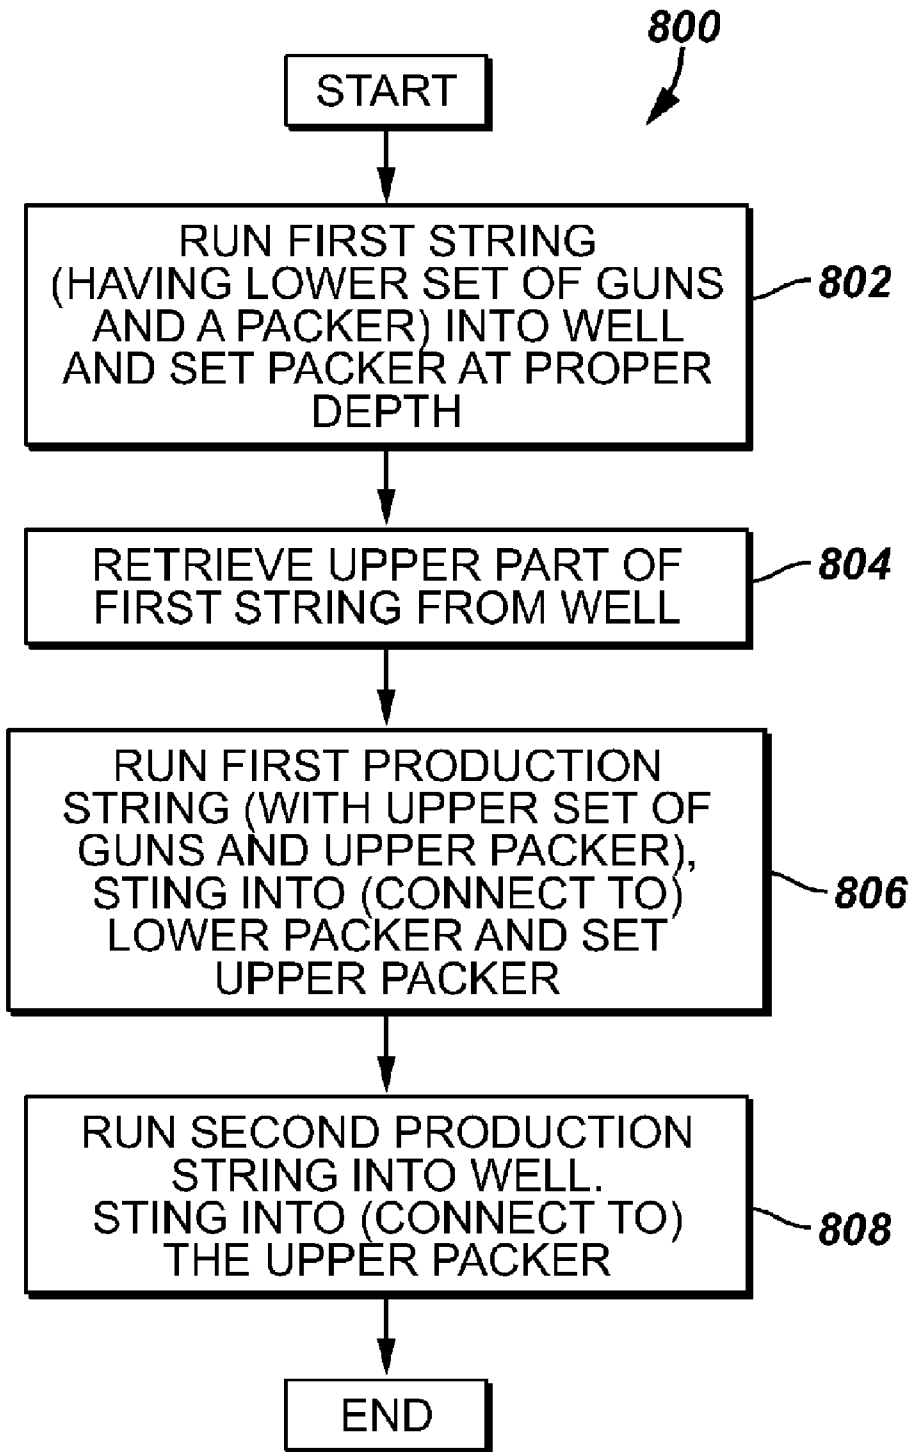 800
START
RUN FIRST STRING
(HAVING LOWER SET OF GUNS
AND A PACKER) INTO WELL
AND SET PACKER AT PROPER
DEPTH
802
RETRIEVE UPPER PART OF
FIRST STRING FROM WELL
804
RUN FIRST PRODUCTION
STRING (WITH UPPER SET OF
GUNS AND UPPER PACKER),
STING INTO (CONNECT TO)
LOWER PACKER AND SET
UPPER PACKER
806
RUN SECOND PRODUCTION
STRING INTO WELL.
STING INTO (CONNECT TO)
THE UPPER PACKER
808
END